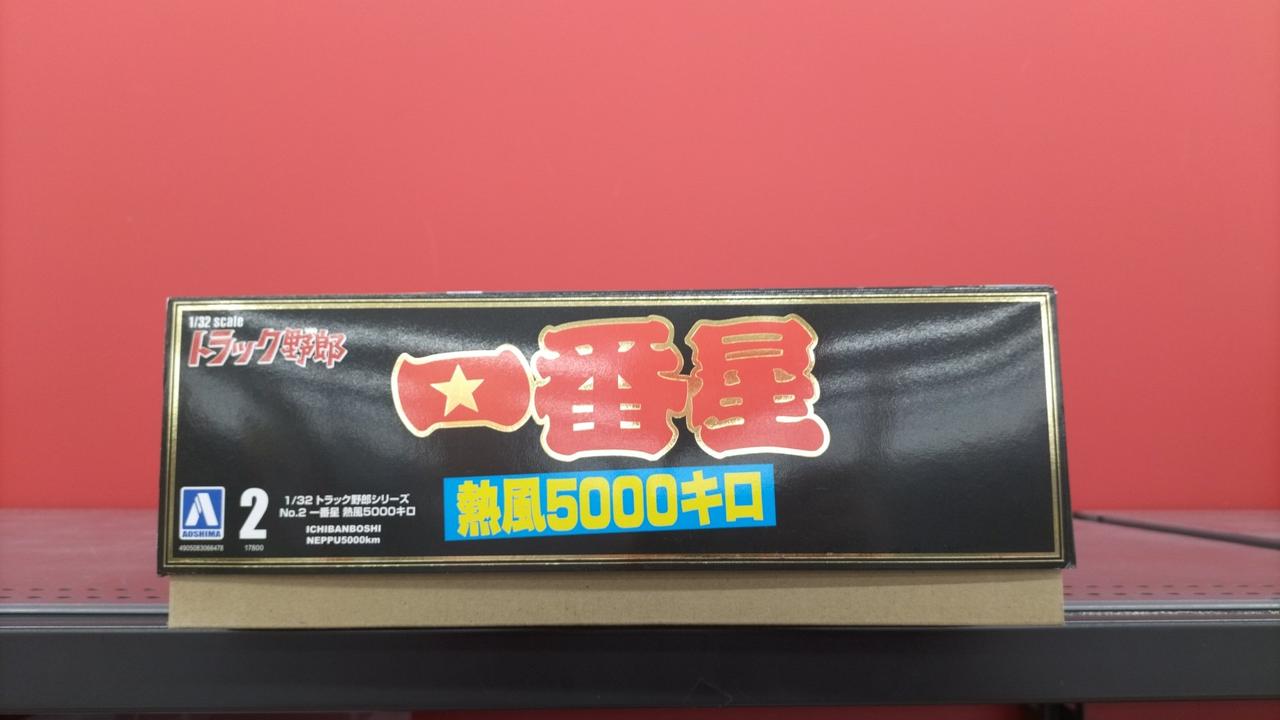 1/32 scale
トラック野郎
一番星
熱風5000キロ
AOSHIMA
2
1/32 トラック野郎シリーズ
No.2 一番星 熱風5000キロ
ICHIBANBOSHI
NEPPU5000km
4905083066478
17800